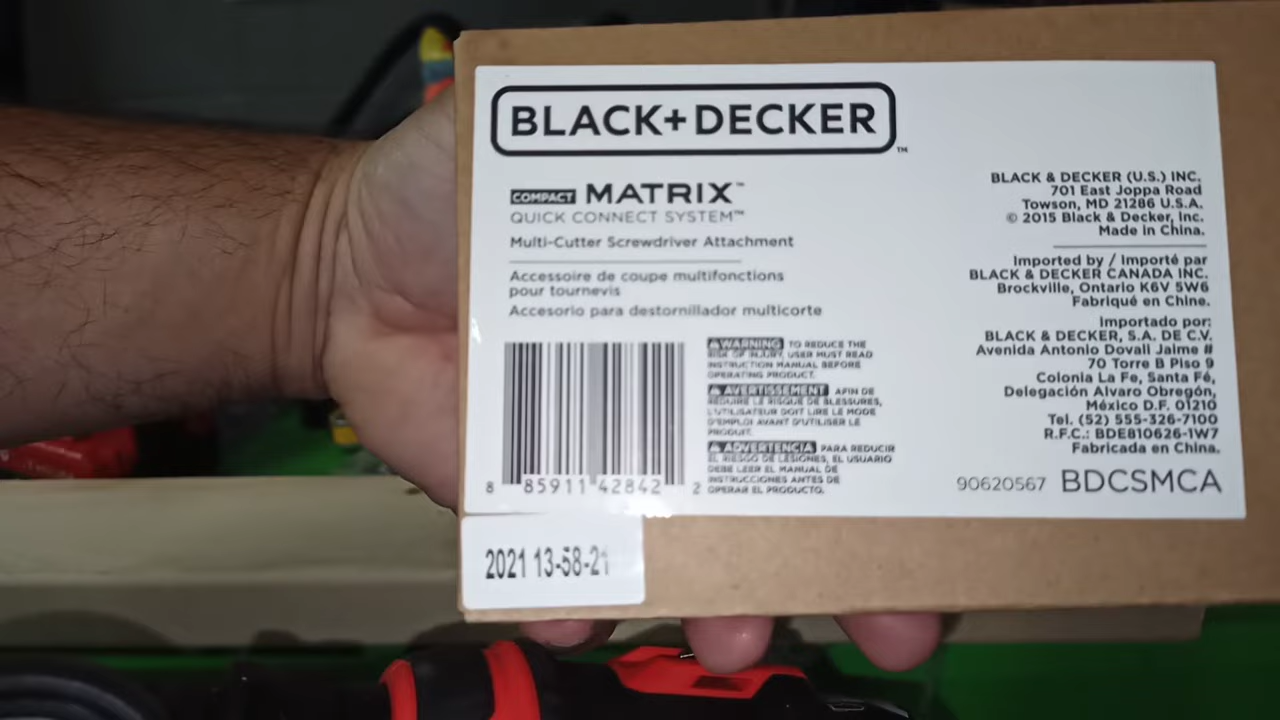 BLACK+DECKER™
COMPACT MATRIX™
QUICK CONNECT SYSTEM™
Multi-Cutter Screwdriver Attachment
Accessoire de coupe multifonctions
pour tournevis
Accesorio para destornillador multicorte
WARNING TO REDUCE THE
RISK OF INJURY, USER MUST READ
INSTRUCTION MANUAL BEFORE
OPERATING PRODUCT.
AVERTISSEMENT AFIN DE
RÉDUIRE LE RISQUE DE BLESSURES,
L'UTILISATEUR DOIT LIRE LE MODE
D'EMPLOI AVANT D'UTILISER LE
PRODUIT.
ADVERTENCIA PARA REDUCIR
EL RIESGO DE LESIONES, EL USUARIO
DEBE LEER EL MANUAL DE
INSTRUCCIONES ANTES DE
OPERAR EL PRODUCTO.
8 85911 42842 2
2021 13-58-21
BLACK & DECKER (U.S.) INC.
701 East Joppa Road
Towson, MD 21286 U.S.A.
© 2015 Black & Decker, Inc.
Made in China.
Imported by / Importé par
BLACK & DECKER CANADA INC.
Brockville, Ontario K6V 5W6
Fabriqué en Chine.
Importado por:
BLACK & DECKER, S.A. DE C.V.
Avenida Antonio Dovali Jaime #
70 Torre B Piso 9
Colonia La Fe, Santa Fé,
Delegación Alvaro Obregón,
México D.F. 01210
Tel. (52) 555-326-7100
R.F.C.: BDE810626-1W7
Fabricada en China.
90620567 BDCSMCA